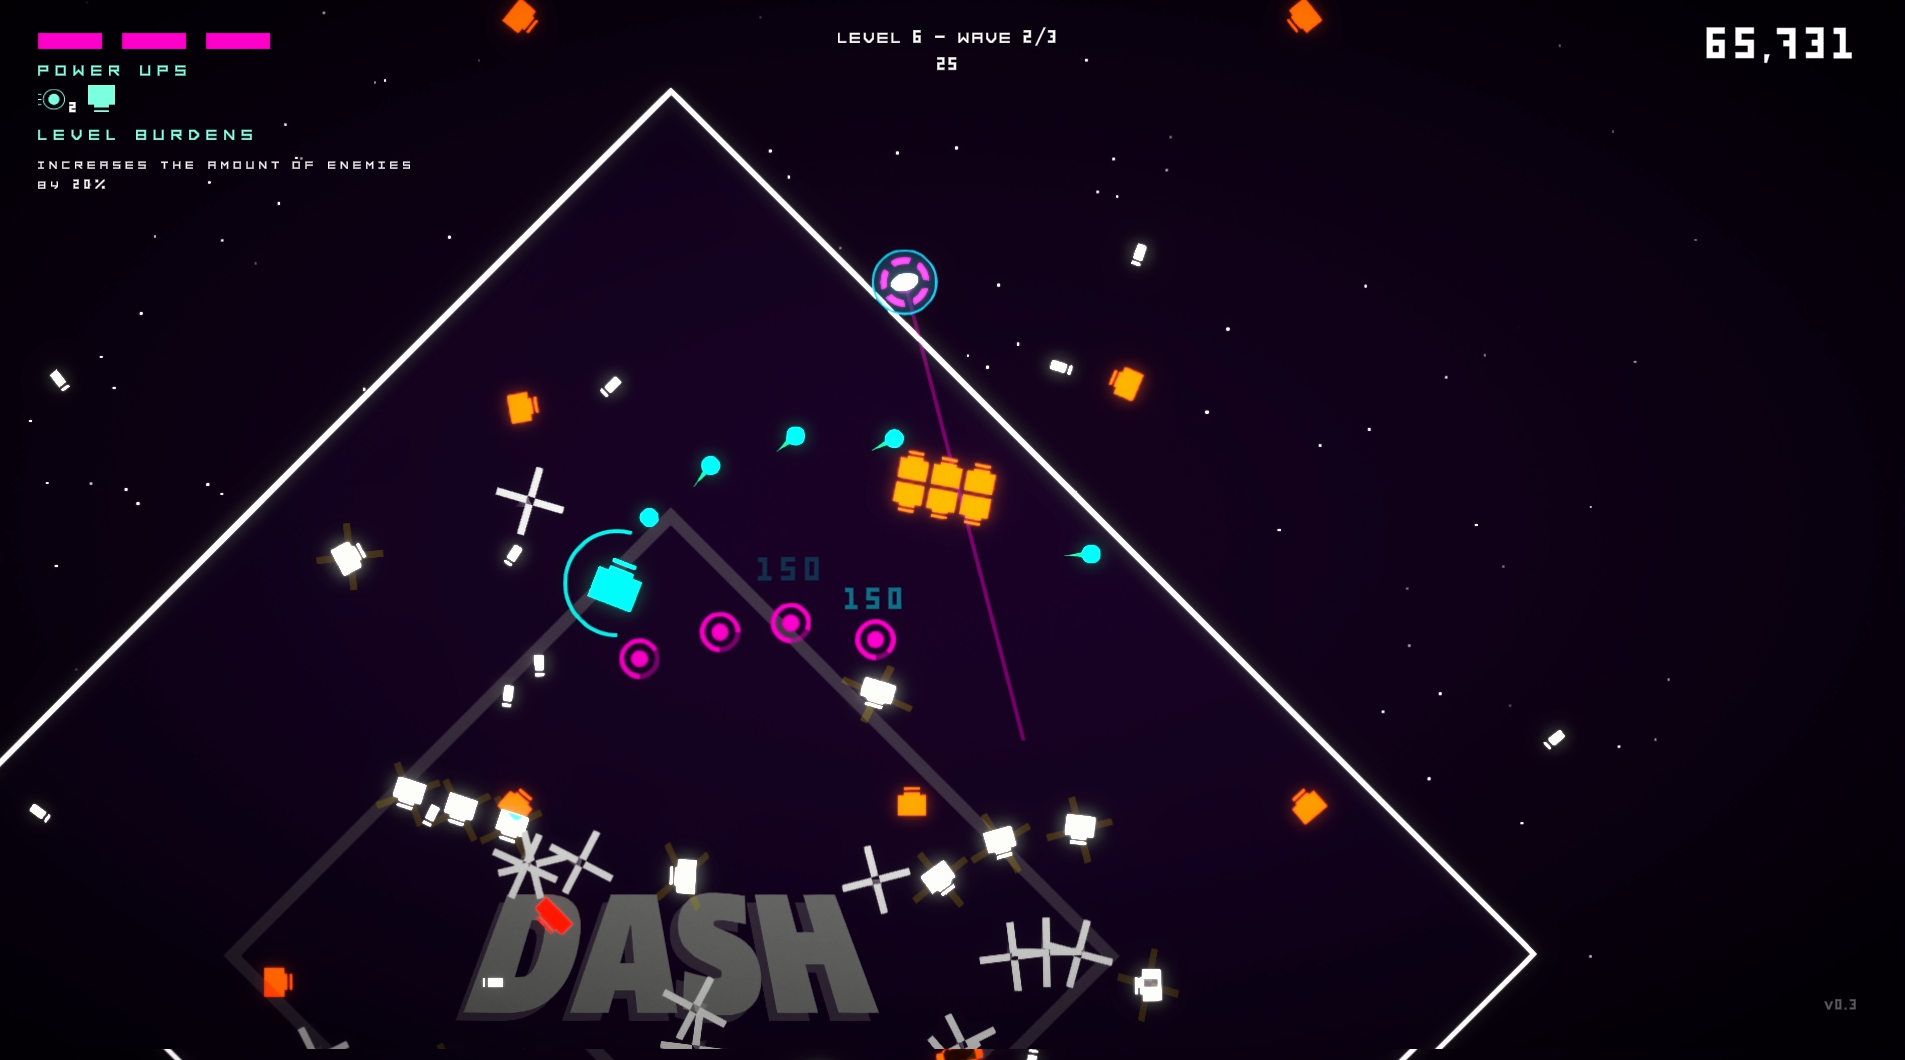 LEVEL 6 - WAVE 2/3
25
65,731
POWER UPS
2
LEVEL BURDENS
INCREASES THE AMOUNT OF ENEMIES
BY 20%
150
150
DASH
v0.3